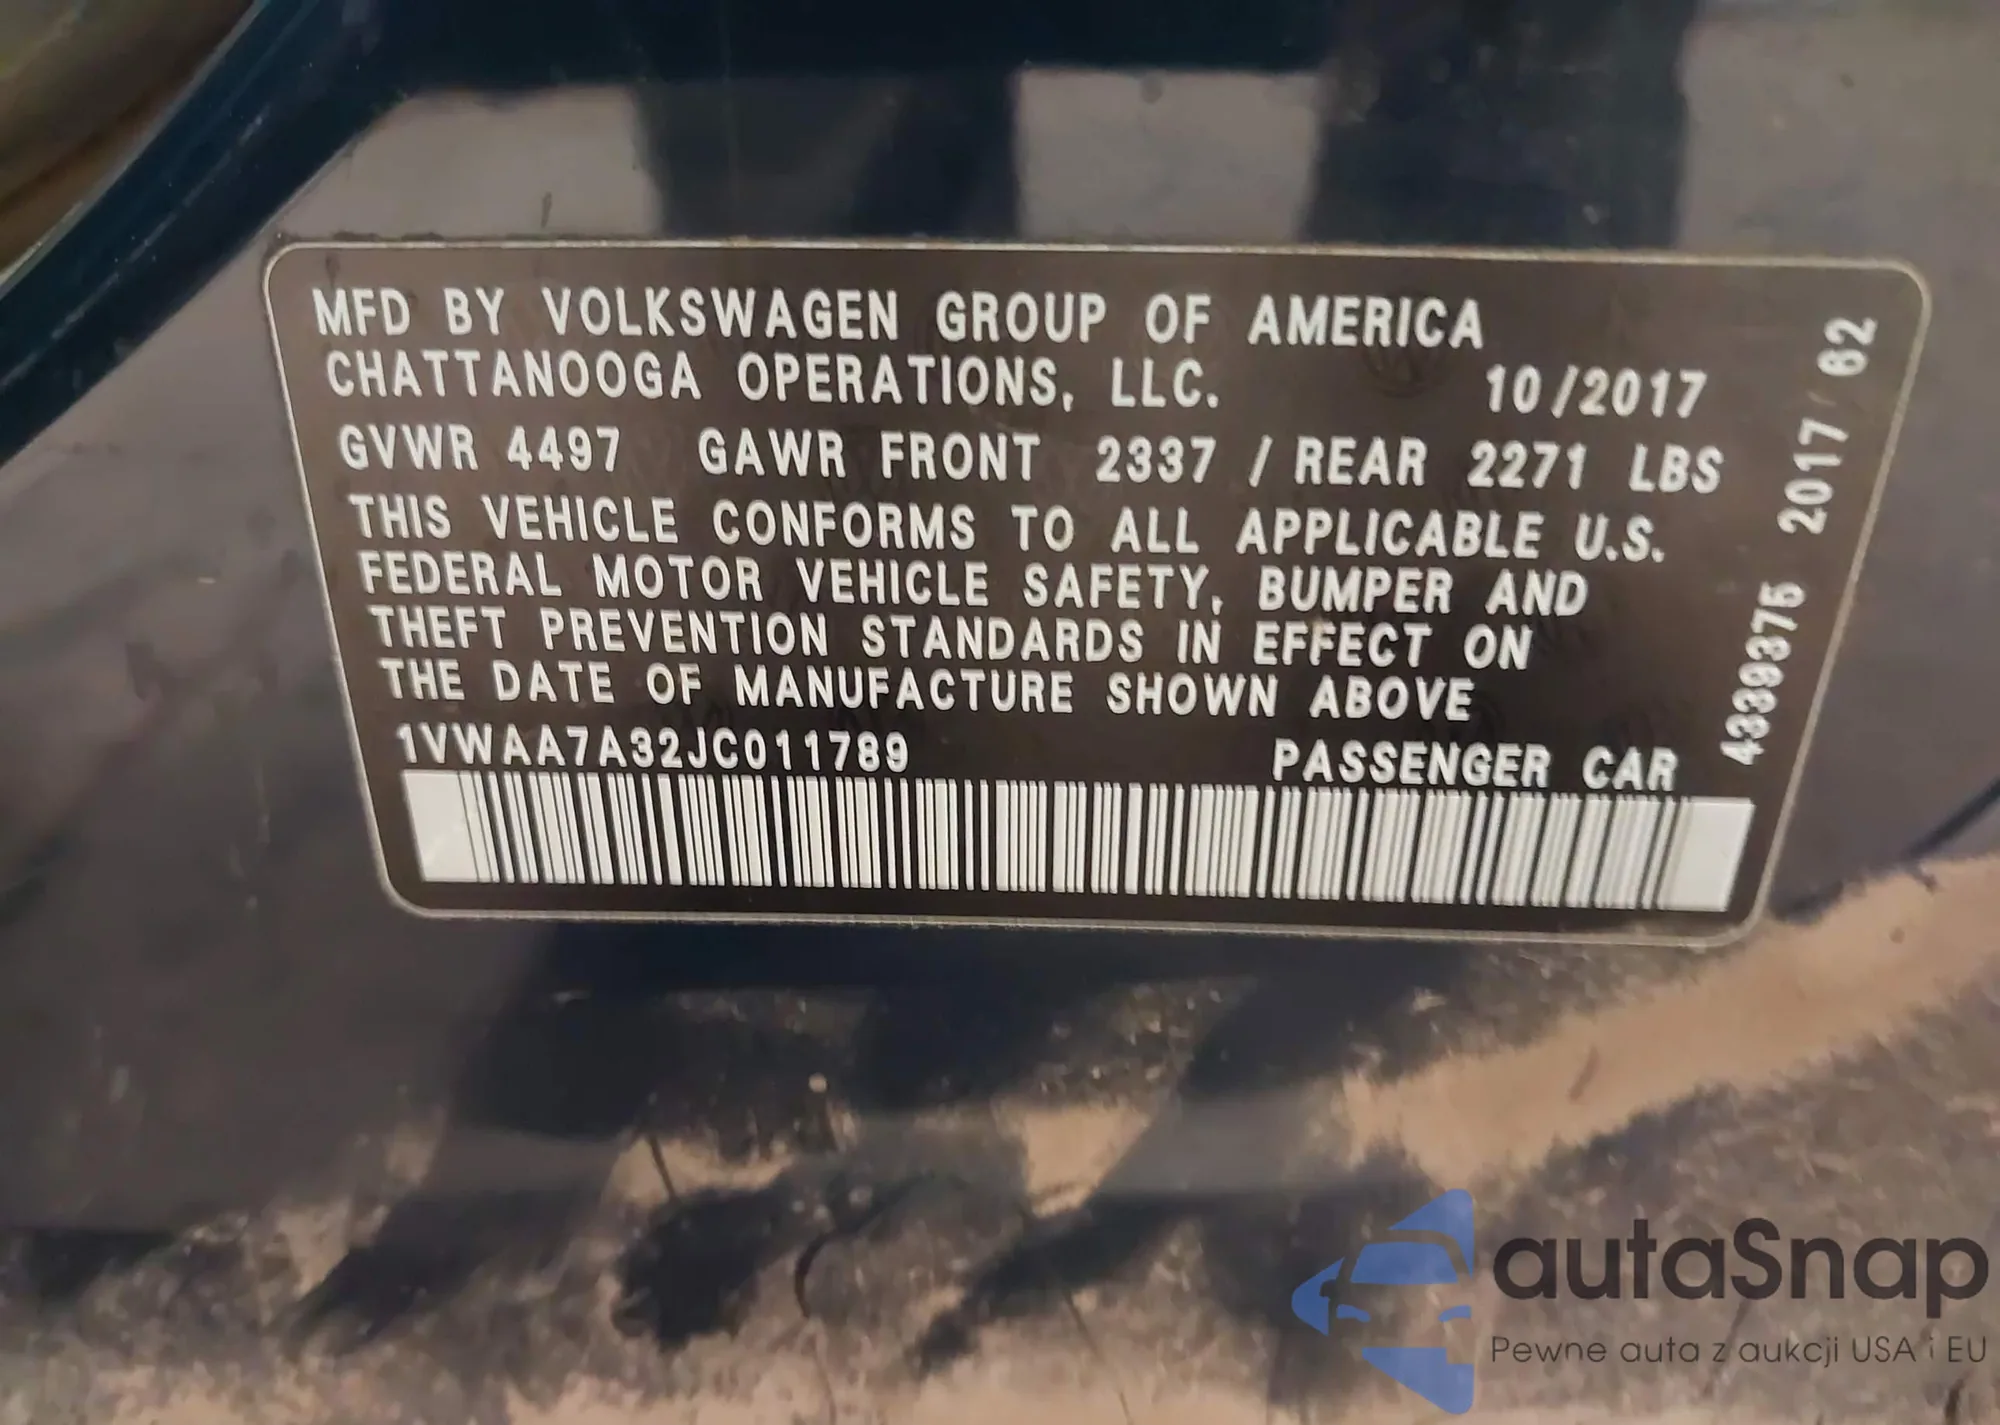 MFD BY VOLKSWAGEN GROUP OF AMERICA
CHATTANOOGA OPERATIONS, LLC. 10/2017
GVWR 4497 GAWR FRONT 2337 / REAR 2271 LBS
THIS VEHICLE CONFORMS TO ALL APPLICABLE U.S.
FEDERAL MOTOR VEHICLE SAFETY, BUMPER AND
THEFT PREVENTION STANDARDS IN EFFECT ON
THE DATE OF MANUFACTURE SHOWN ABOVE
1VWAA7A32JC011789 PASSENGER CAR
4339375 2017/62
autaSnap
Pewne auta z aukcji USA i EU